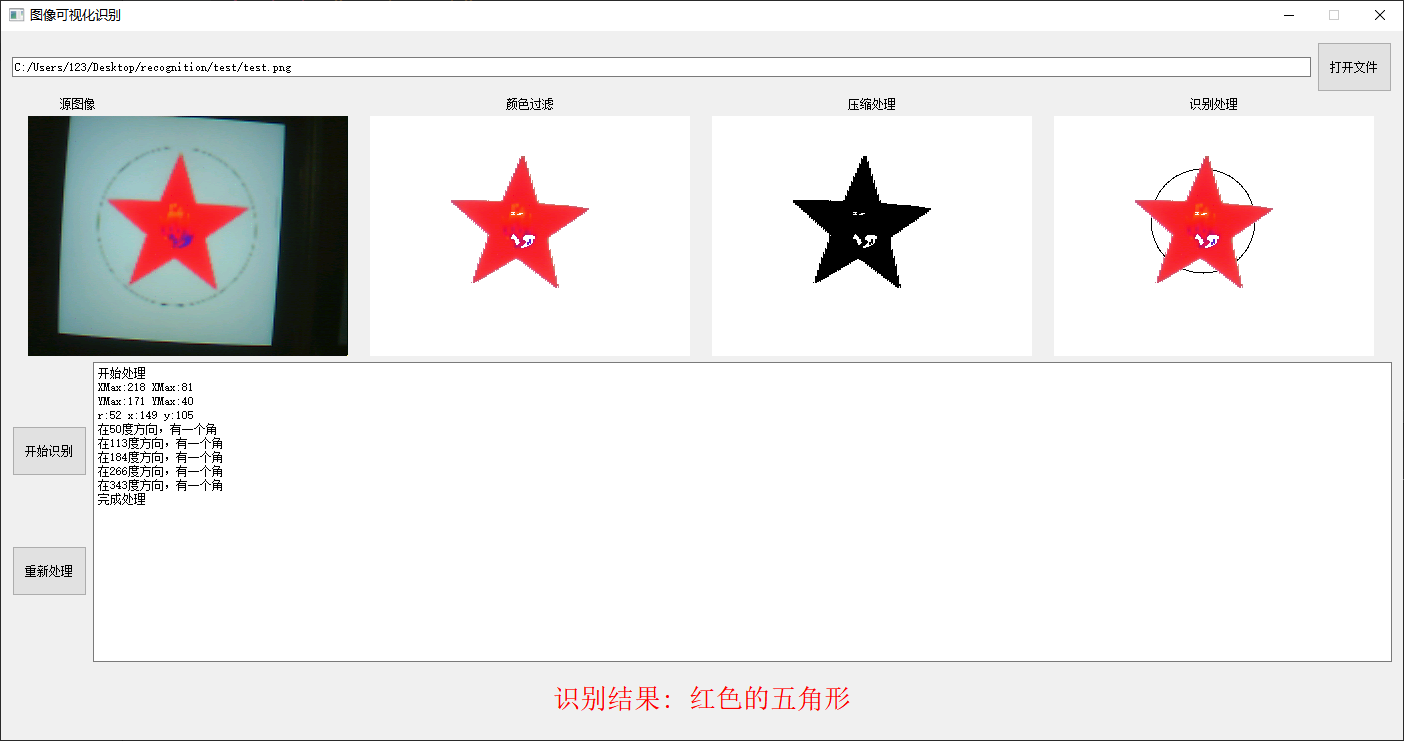 图像可视化识别
C:/Users/123/Desktop/recognition/test/test.png
打开文件
源图像
颜色过滤
压缩处理
识别处理
开始处理
XMax:218 XMax:81
YMax:171 YMax:40
r:52 x:149 y:105
在50度方向，有一个角
在113度方向，有一个角
在184度方向，有一个角
在266度方向，有一个角
在343度方向，有一个角
完成处理
开始识别
重新处理
识别结果: 红色的五角形